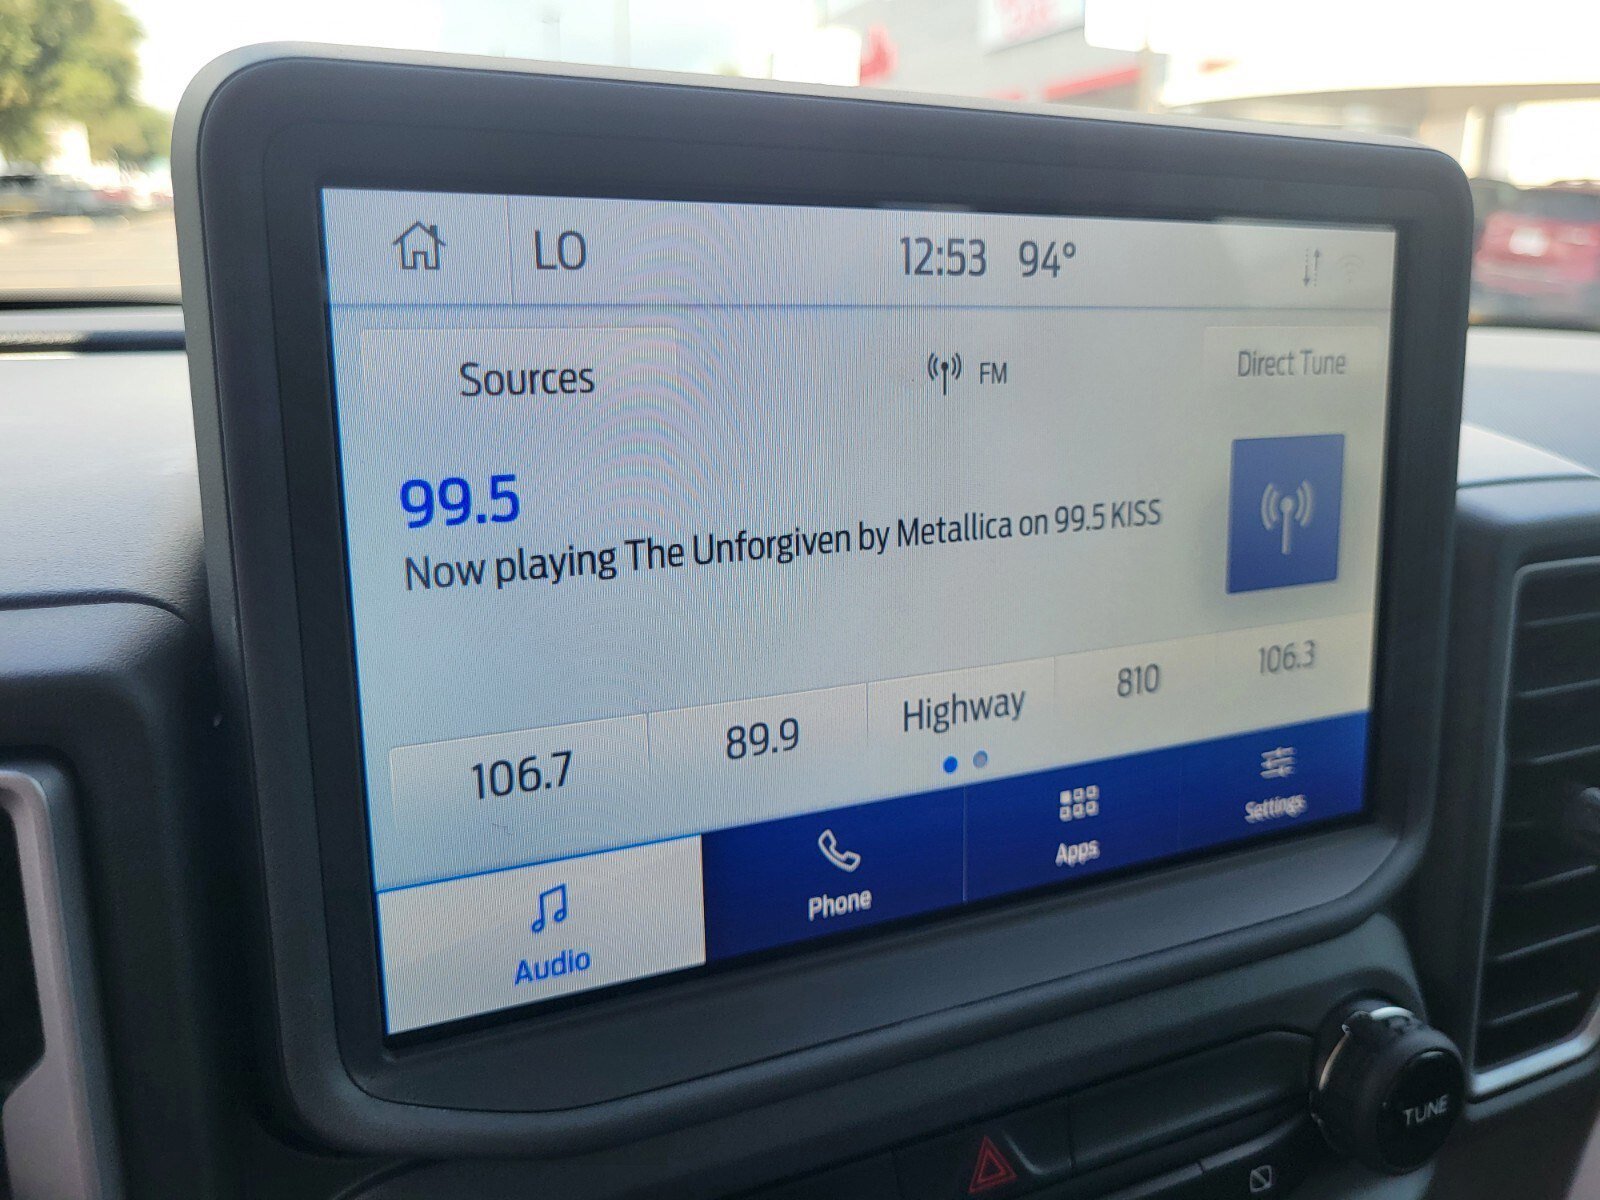 LO
12:53 94°
Sources
FM
Direct Tune
99.5
Now playing The Unforgiven by Metallica on 99.5 KISS
106.7
89.9
Highway
810
106.3
Audio
Phone
Apps
Settings
TUNE